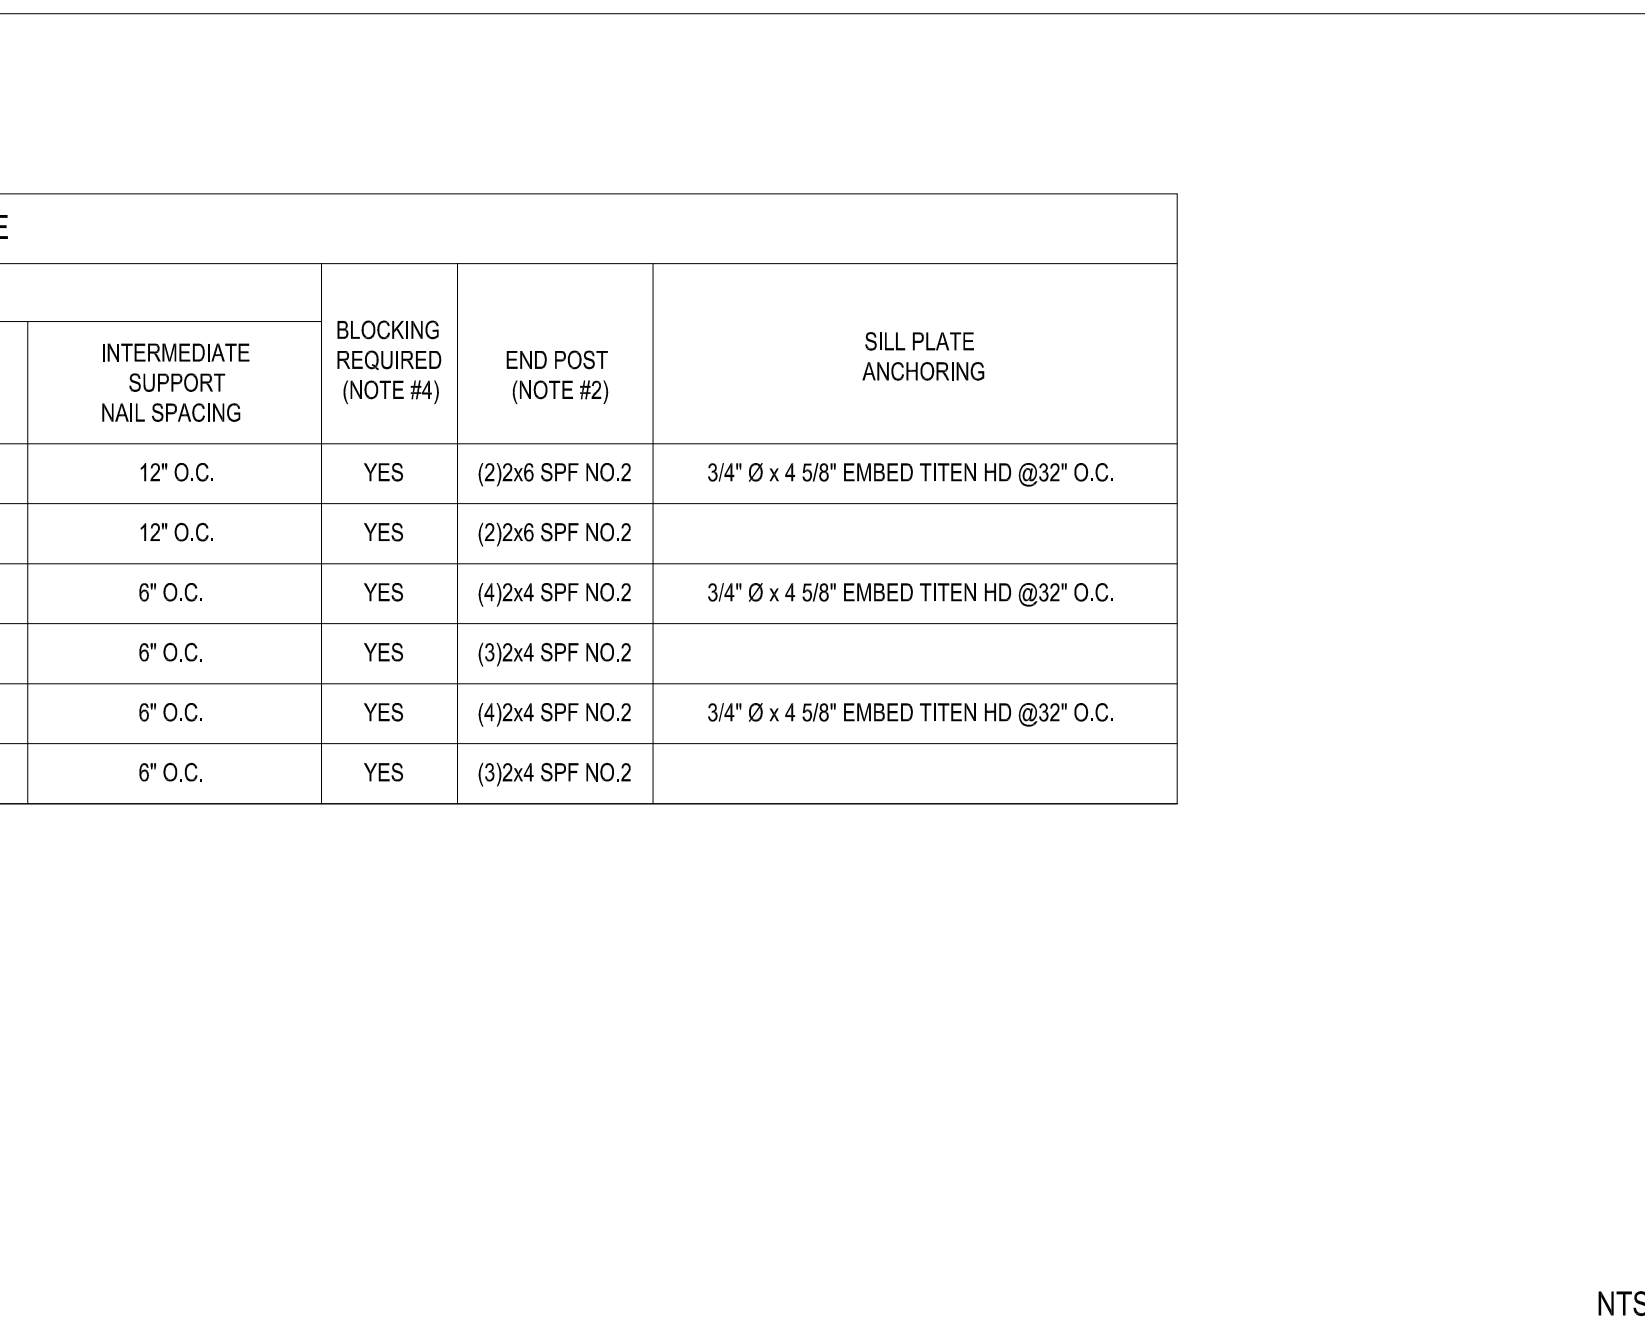 E
INTERMEDIATE
SUPPORT
NAIL SPACING
BLOCKING
REQUIRED
(NOTE #4)
END POST
(NOTE #2)
SILL PLATE
ANCHORING
12" O.C. YES (2)2x6 SPF NO.2 3/4" Ø x 4 5/8" EMBED TITEN HD @32" O.C.
12" O.C. YES (2)2x6 SPF NO.2
6" O.C. YES (4)2x4 SPF NO.2 3/4" Ø x 4 5/8" EMBED TITEN HD @32" O.C.
6" O.C. YES (3)2x4 SPF NO.2
6" O.C. YES (4)2x4 SPF NO.2 3/4" Ø x 4 5/8" EMBED TITEN HD @32" O.C.
6" O.C. YES (3)2x4 SPF NO.2
NTS